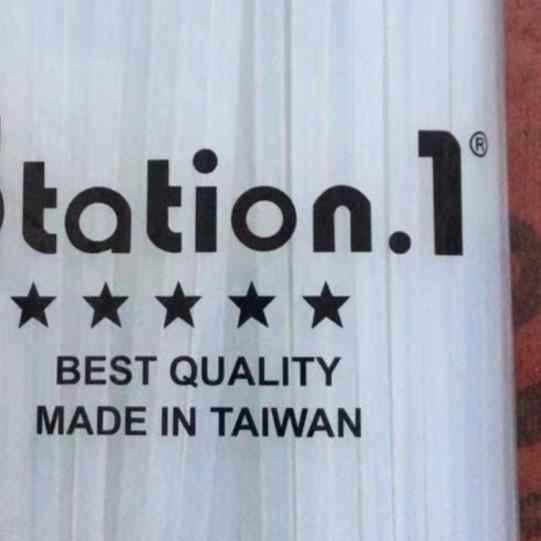 Station.1®
★★★★★
BEST QUALITY
MADE IN TAIWAN